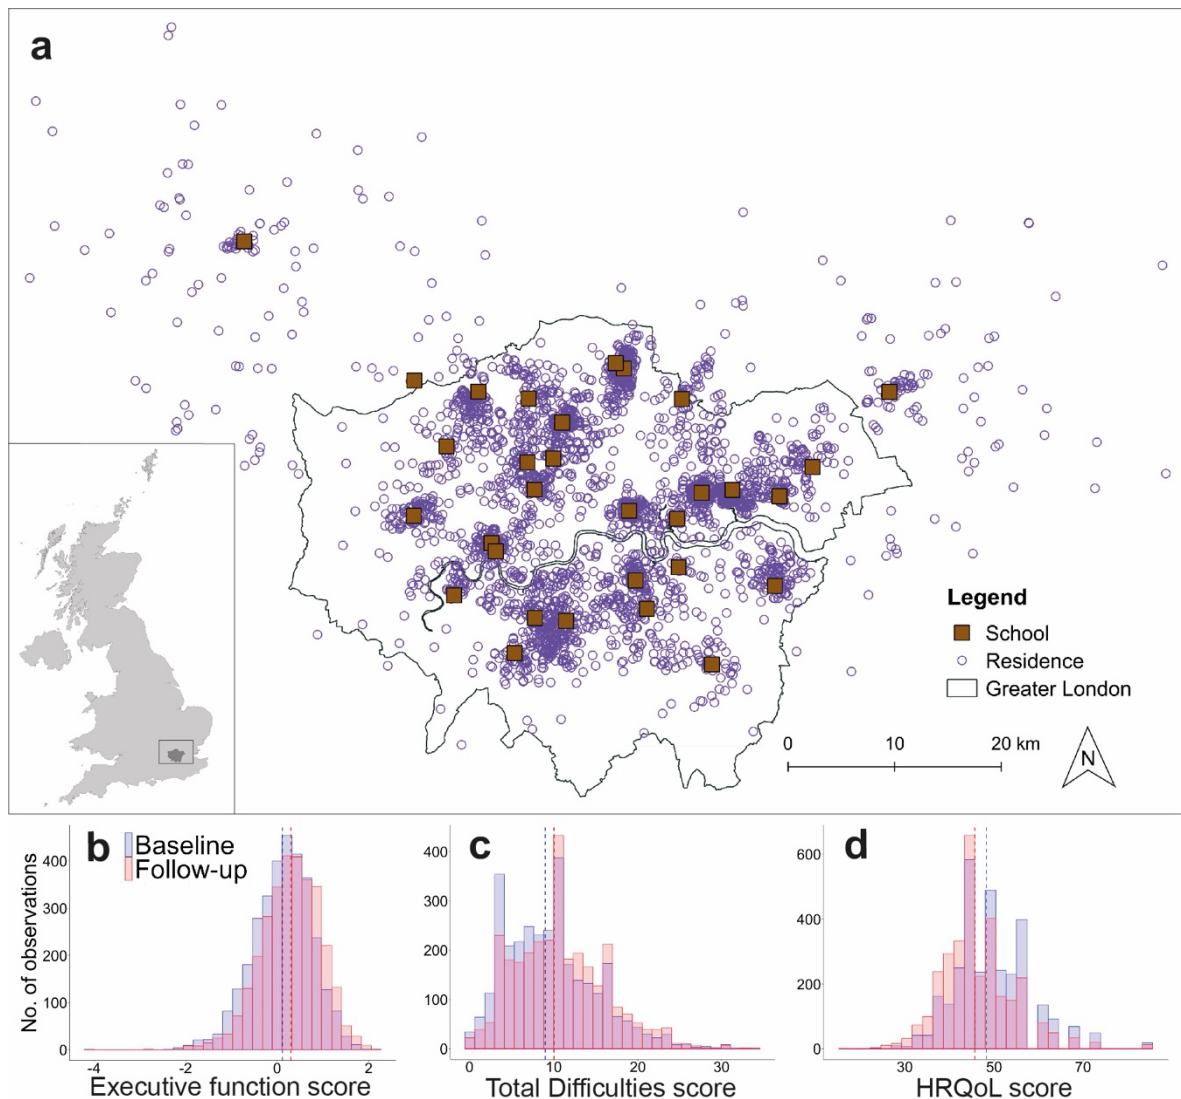 a
Legend
School
Residence
Greater London
0 10 20 km
N
b
Baseline
Follow-up
No. of observations
400
300
200
100
0
-4 -2 0 2
Executive function score
c
400
300
200
100
0
0 10 20 30
Total Difficulties score
d
600
400
200
0
30 50 70
HRQoL score